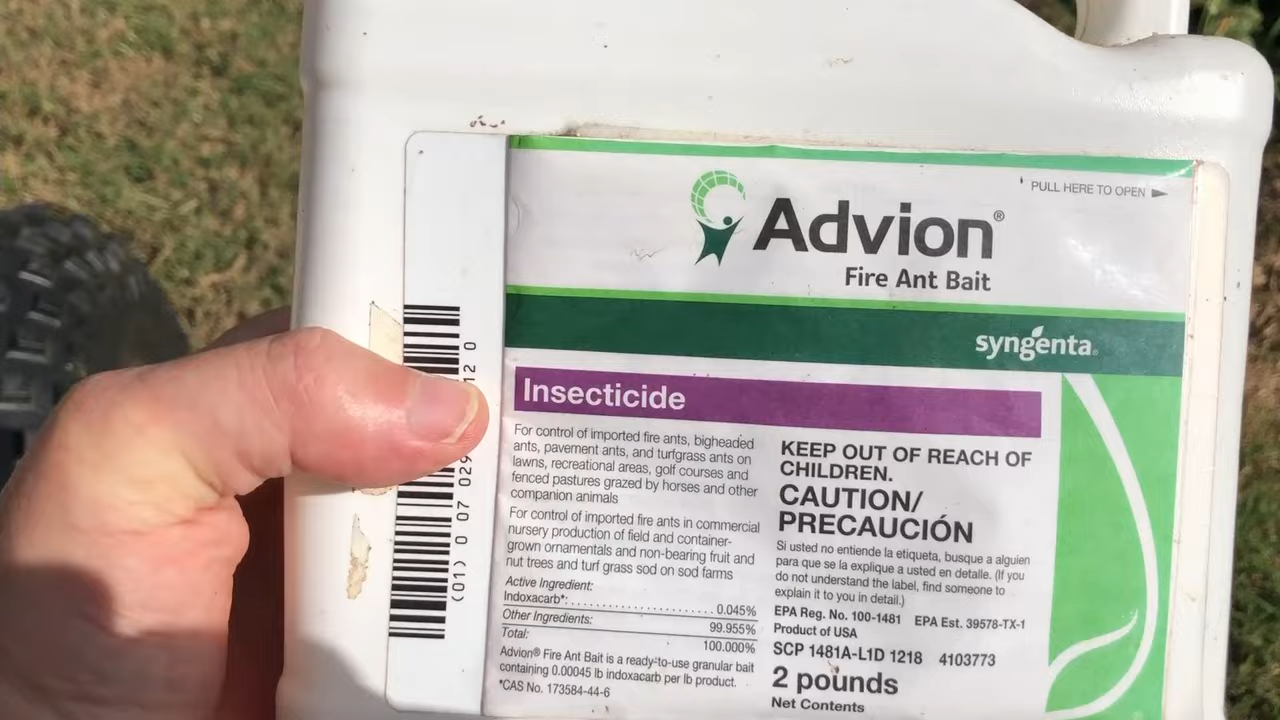 PULL HERE TO OPEN
Advion®
Fire Ant Bait
syngenta®
Insecticide
For control of imported fire ants, bigheaded
ants, pavement ants, and turfgrass ants on
lawns, recreational areas, golf courses and
fenced pastures grazed by horses and other
companion animals
For control of imported fire ants in commercial
nursery production of field and container-
grown ornamentals and non-bearing fruit and
nut trees and turf grass sod on sod farms
Active Ingredient:
Indoxacarb*: 0.045%
Other Ingredients: 99.955%
Total: 100.000%
Advion® Fire Ant Bait is a ready-to-use granular bait
containing 0.00045 lb indoxacarb per lb product.
*CAS No. 173584-44-6
KEEP OUT OF REACH OF
CHILDREN.
CAUTION/
PRECAUCIÓN
Si usted no entiende la etiqueta, busque a alguien
para que se la explique a usted en detalle. (If you
do not understand the label, find someone to
explain it to you in detail.)
EPA Reg. No. 100-1481 EPA Est. 39578-TX-1
Product of USA
SCP 1481A-L1D 1218 4103773
2 pounds
Net Contents
(01) 0 07 029 12 0